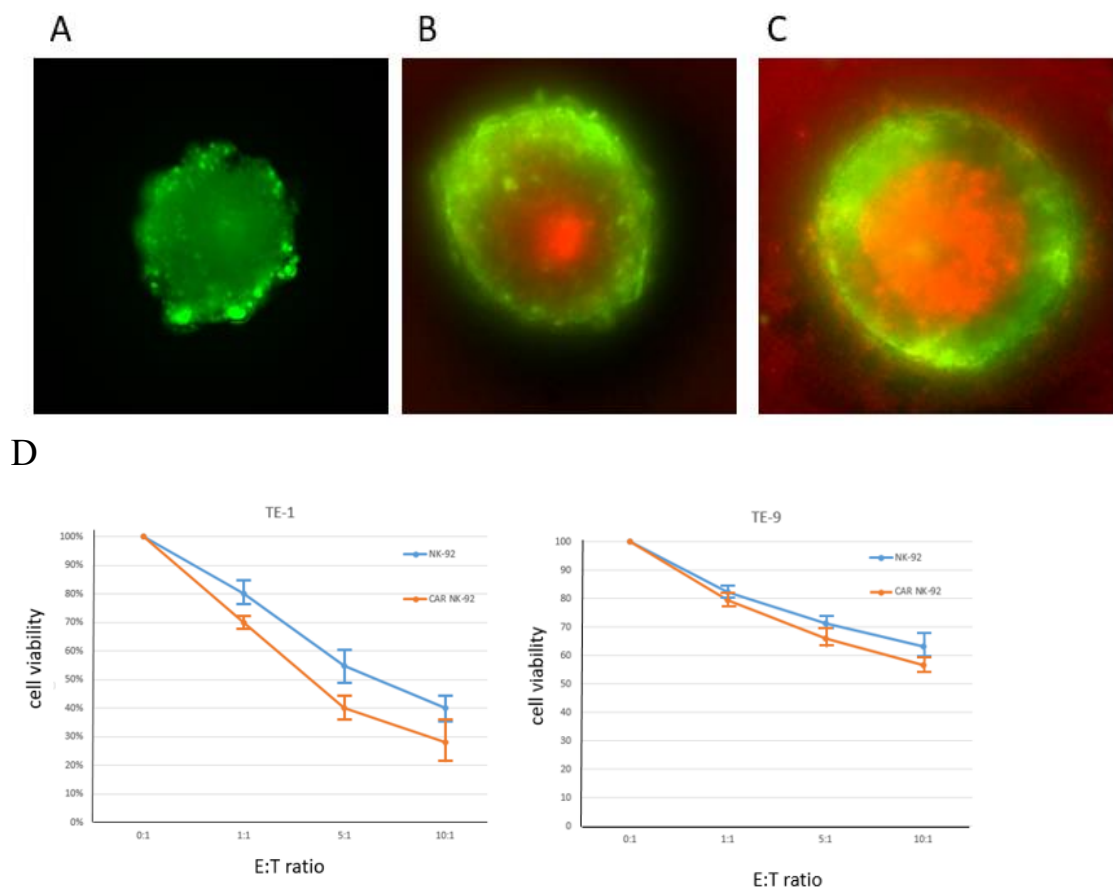 A
B
C
D
TE-1
100%
90%
80%
70%
60%
50%
40%
30%
20%
10%
0%
cell viability
NK-92
CAR NK-92
0:1
1:1
5:1
10:1
E:T ratio
TE-9
100
90
80
70
60
50
40
30
20
10
0
cell viability
NK-92
CAR NK-92
0:1
1:1
5:1
10:1
E:T ratio